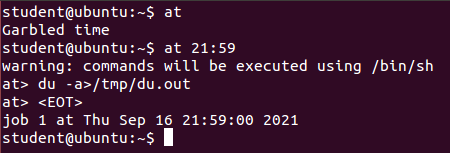 student@ubuntu:~$ at
Garbled time
student@ubuntu:~$ at 21:59
warning: commands will be executed using /bin/sh
at> du -a>/tmp/du.out
at> <EOT>
job 1 at Thu Sep 16 21:59:00 2021
student@ubuntu:~$